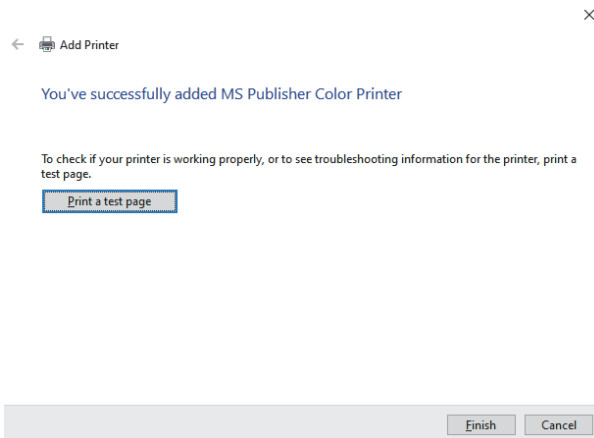 Add Printer
You've successfully added MS Publisher Color Printer
To check if your printer is working properly, or to see troubleshooting information for the printer, print a
test page.
Print a test page
Finish
Cancel